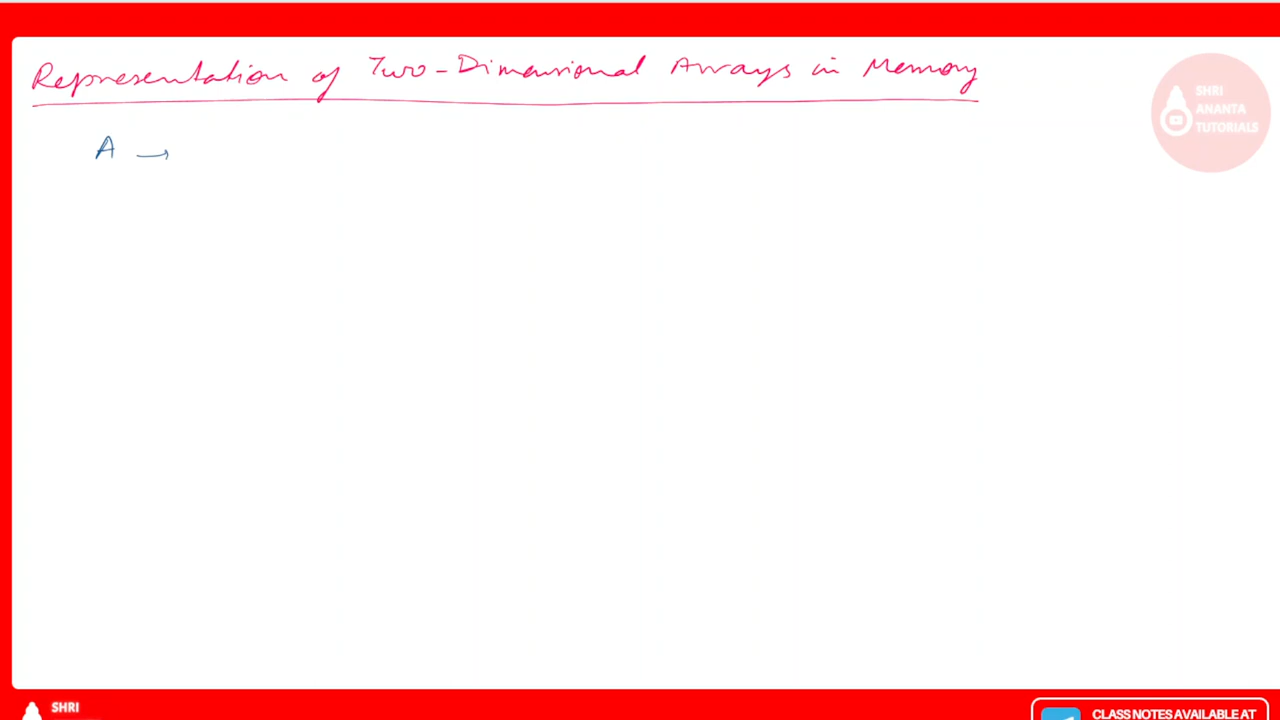 Representation of Two-Dimensional Arrays in Memory
SHRI
ANANTA
TUTORIALS
A →
SHRI
CLASS NOTES AVAILABLE AT